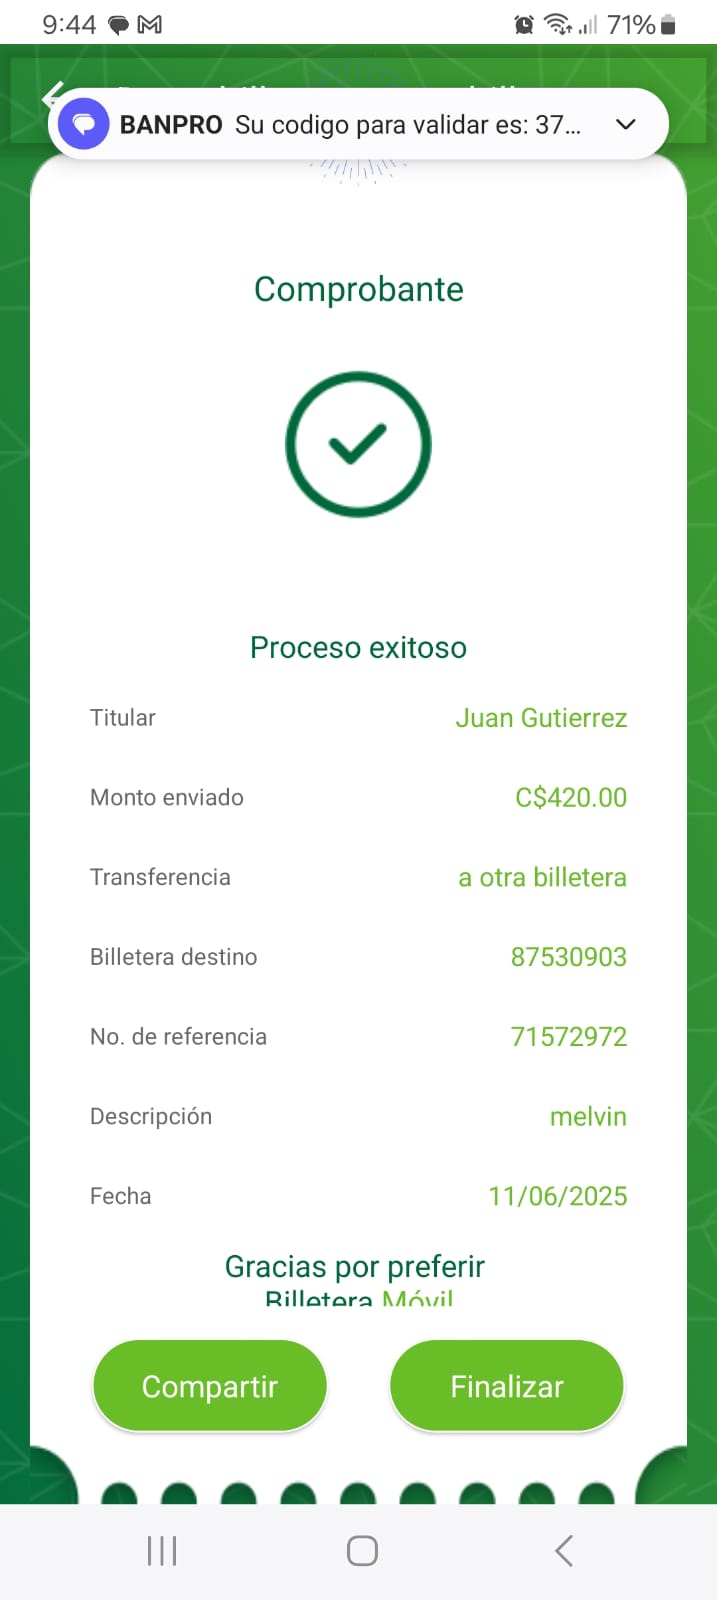 9:44 71%
BANPRO Su codigo para validar es: 37...
Comprobante
Proceso exitoso
Titular Juan Gutierrez
Monto enviado C$420.00
Transferencia a otra billetera
Billetera destino 87530903
No. de referencia 71572972
Descripción melvin
Fecha 11/06/2025
Gracias por preferir
Billetera Móvil
Compartir Finalizar